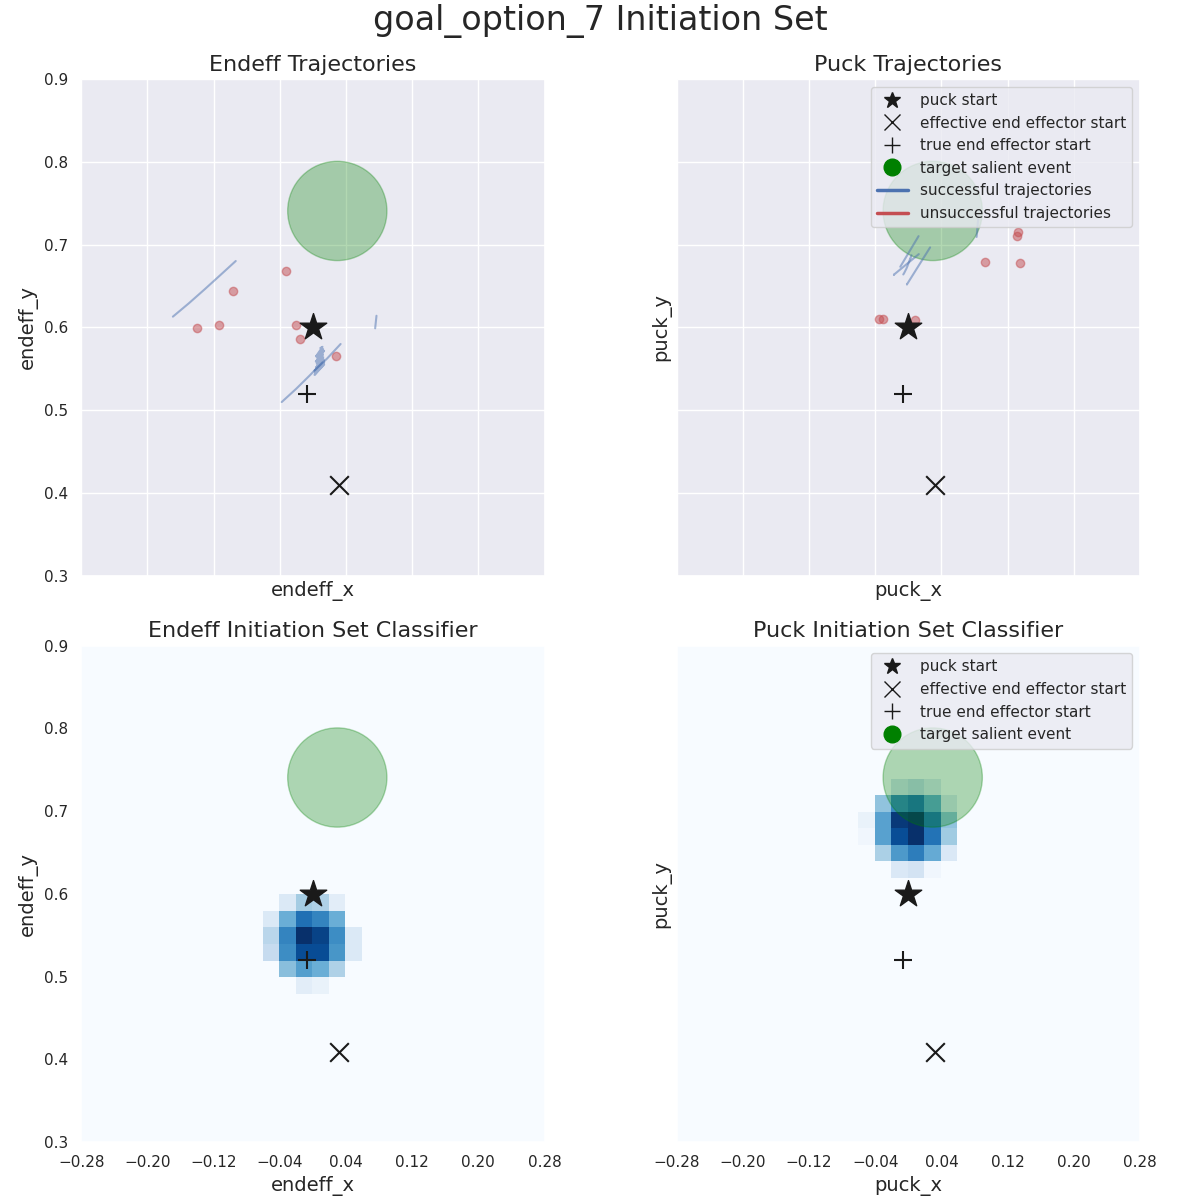 goal_option_7 Initiation Set
Endeff Trajectories
0.9
0.8
0.7
0.6
0.5
0.4
0.3
endeff_y
endeff_x
Puck Trajectories
puck start
effective end effector start
true end effector start
target salient event
successful trajectories
unsuccessful trajectories
puck_y
puck_x
Endeff Initiation Set Classifier
0.9
0.8
0.7
0.6
0.5
0.4
0.3
endeff_y
−0.28 −0.20 −0.12 −0.04 0.04 0.12 0.20 0.28
endeff_x
Puck Initiation Set Classifier
puck start
effective end effector start
true end effector start
target salient event
puck_y
−0.28 −0.20 −0.12 −0.04 0.04 0.12 0.20 0.28
puck_x